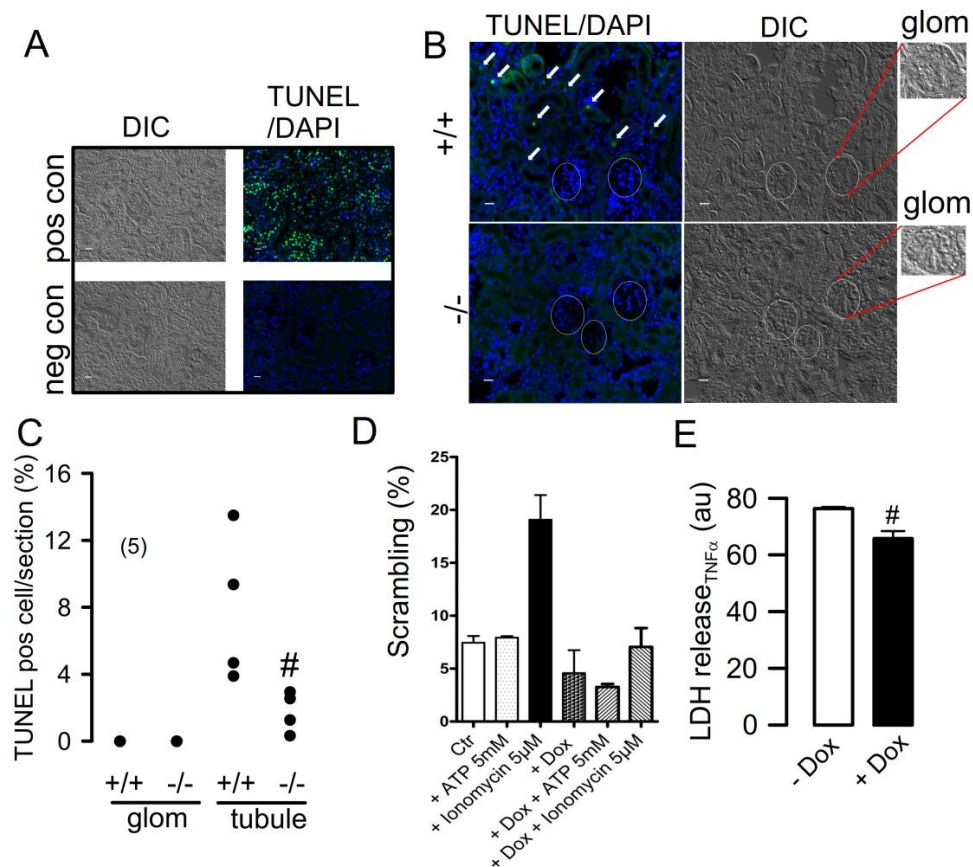 A
DIC
TUNEL
/DAPI
pos con
neg con
B
TUNEL/DAPI
DIC
glom
+/+
glom
-/-
C
TUNEL pos cell/section (%)
16
12
8
4
0
(5)
#
+/+
-/-
+/+
-/-
glom
tubule
D
Scrambling (%)
25
20
15
10
5
0
Ctr
+ ATP 5mM
+ Ionomycin 5µM
+ Dox
+ Dox + ATP 5mM
+ Dox + Ionomycin 5µM
E
LDH release TNFα (au)
80
60
40
20
0
#
- Dox
+ Dox